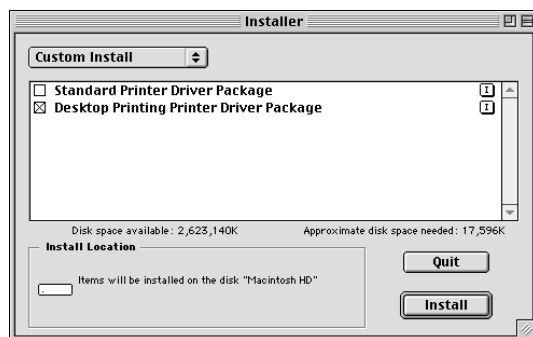 Installer
Custom Install
Standard Printer Driver Package I
Desktop Printing Printer Driver Package I
Disk space available: 2,623,140K Approximate disk space needed: 17,596K
Install Location
Items will be installed on the disk "Macintosh HD"
Quit
Install